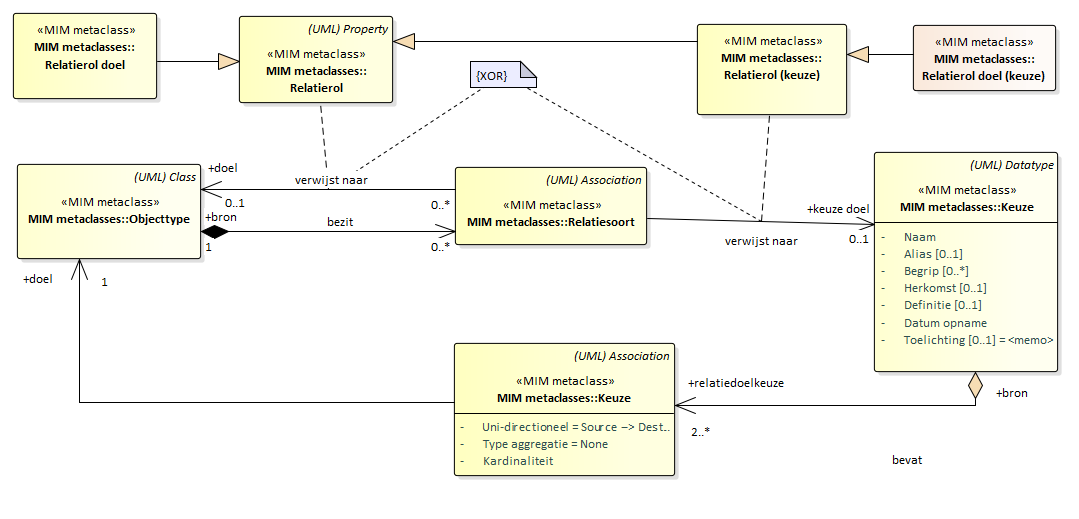 «MIM metaclass»
MIM metaclasses::
Relatierol doel
(UML) Property
«MIM metaclass»
MIM metaclasses::
Relatierol
«MIM metaclass»
MIM metaclasses::
Relatierol (keuze)
«MIM metaclass»
MIM metaclasses::
Relatierol doel (keuze)
{XOR}
(UML) Class
«MIM metaclass»
MIM metaclasses::Objecttype
+doel
0..1
verwijst naar
0..*
+bron
1
bezit
0..*
(UML) Association
«MIM metaclass»
MIM metaclasses::Relatiesoort
+keuze doel
0..1
verwijst naar
(UML) Datatype
«MIM metaclass»
MIM metaclasses::Keuze
- Naam
- Alias [0..1]
- Begrip [0..*]
- Herkomst [0..1]
- Definitie [0..1]
- Datum opname
- Toelichting [0..1] = <memo>
+doel
1
(UML) Association
«MIM metaclass»
MIM metaclasses::Keuze
- Uni-directioneel = Source −> Dest..
- Type aggregatie = None
- Kardinaliteit
+relatiedoelkeuze
2..*
+bron
bevat